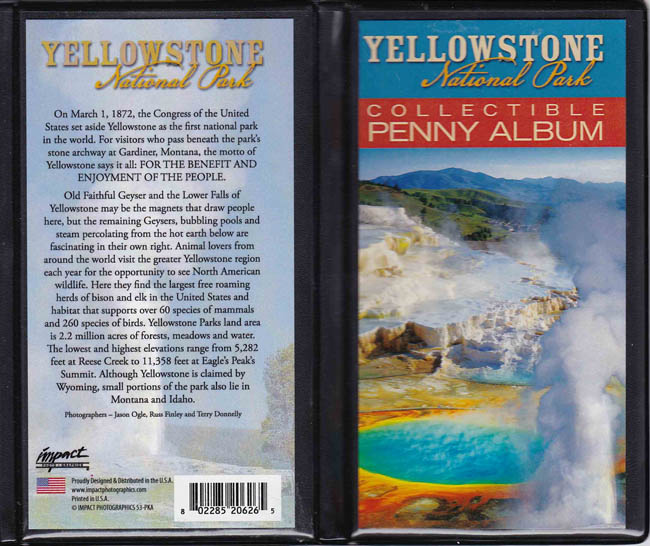 YELLOWSTONE
National Park
On March 1, 1872, the Congress of the United
States set aside Yellowstone as the first national park
in the world. For visitors who pass beneath the park's
stone archway at Gardiner, Montana, the motto of
Yellowstone says it all: FOR THE BENEFIT AND
ENJOYMENT OF THE PEOPLE.
Old Faithful Geyser and the Lower Falls of
Yellowstone may be the magnets that draw people
here, but the remaining Geysers, bubbling pools and
steam percolating from the hot earth below are
fascinating in their own right. Animal lovers from
around the world visit the greater Yellowstone region
each year for the opportunity to see North American
wildlife. Here they find the largest free roaming
herds of bison and elk in the United States and
habitat that supports over 60 species of mammals
and 260 species of birds. Yellowstone Parks land area
is 2.2 million acres of forests, meadows and water.
The lowest and highest elevations range from 5,282
feet at Reese Creek to 11,358 feet at Eagle's Peak's
Summit. Although Yellowstone is claimed by
Wyoming, small portions of the park also lie in
Montana and Idaho.
Photographers – Jason Ogle, Russ Finley and Terry Donnelly
impact
PHOTO GRAPHICS
Proudly Designed & Distributed in the U.S.A.
www.impactphotographics.com
Printed in U.S.A.
© IMPACT PHOTOGRAPHICS 53-PKA
8 02285 20626 5
YELLOWSTONE
National Park
COLLECTIBLE
PENNY ALBUM